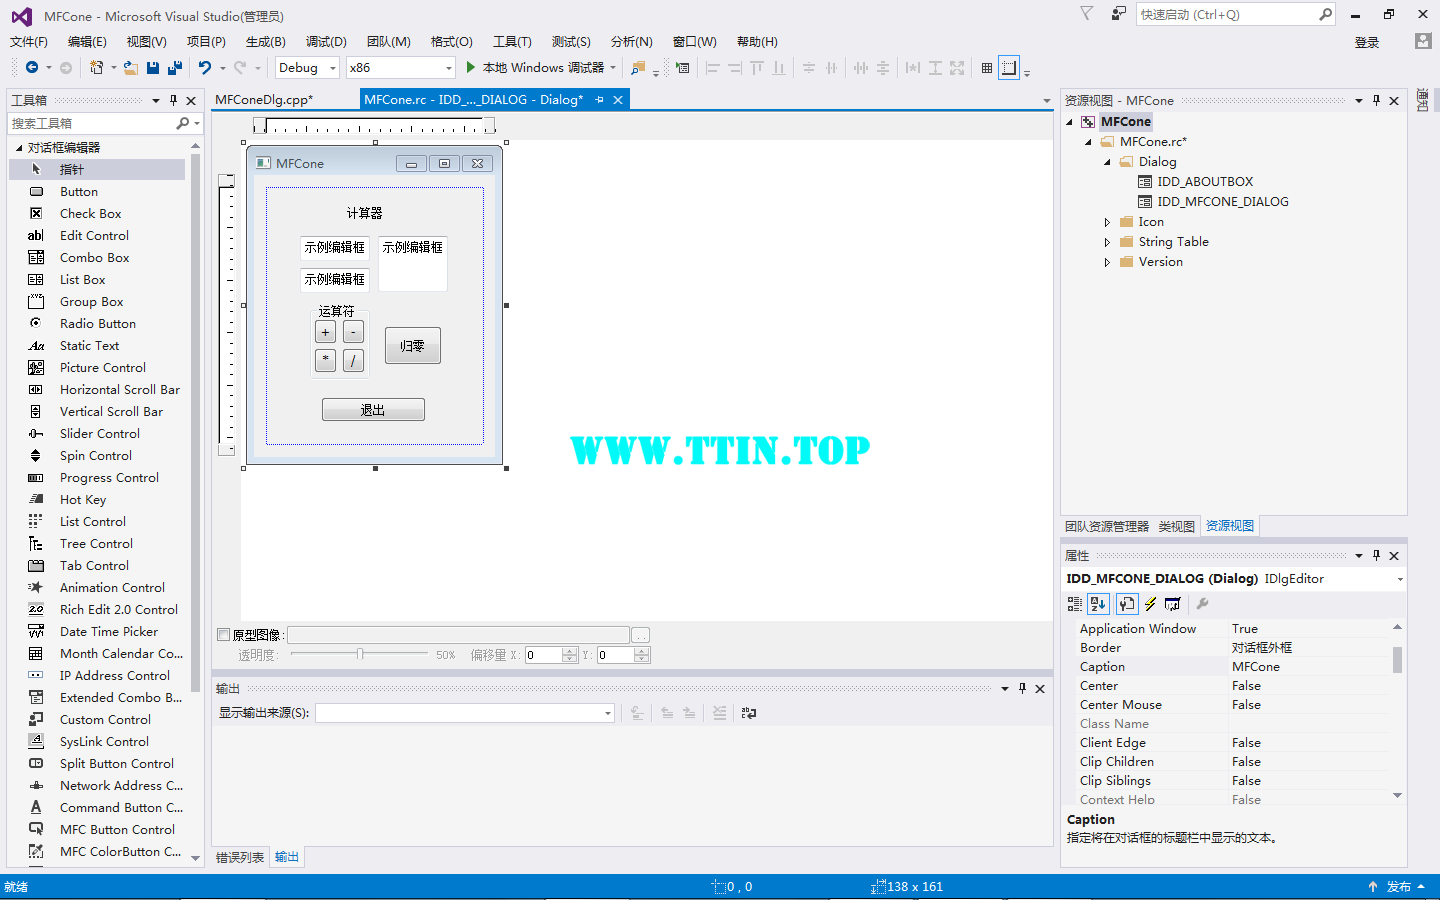 MFCone - Microsoft Visual Studio(管理员)
快速启动 (Ctrl+Q)
文件(F) 编辑(E) 视图(V) 项目(P) 生成(B) 调试(D) 团队(M) 格式(O) 工具(T) 测试(S) 分析(N) 窗口(W) 帮助(H)
登录
Debug x86 本地 Windows 调试器
工具箱
搜索工具箱
对话框编辑器
指针
Button
Check Box
Edit Control
Combo Box
List Box
Group Box
Radio Button
Static Text
Picture Control
Horizontal Scroll Bar
Vertical Scroll Bar
Slider Control
Spin Control
Progress Control
Hot Key
List Control
Tree Control
Tab Control
Animation Control
Rich Edit 2.0 Control
Date Time Picker
Month Calendar Co...
IP Address Control
Extended Combo B...
Custom Control
SysLink Control
Split Button Control
Network Address C...
Command Button C...
MFC Button Control
MFC ColorButton C...
MFConeDlg.cpp*
MFCone.rc - IDD_..._DIALOG - Dialog*
MFCone
计算器
示例编辑框 示例编辑框
示例编辑框
运算符
+ -
* /
归零
退出
WWW.TTIN.TOP
原型图像: ...
透明度: 50% 偏移量 X: 0 Y: 0
输出
显示输出来源(S):
错误列表 输出
资源视图 - MFCone
MFCone
MFCone.rc*
Dialog
IDD_ABOUTBOX
IDD_MFCONE_DIALOG
Icon
String Table
Version
团队资源管理器 类视图 资源视图
通知
属性
IDD_MFCONE_DIALOG (Dialog) IDlgEditor
Application Window True
Border 对话框外框
Caption MFCone
Center False
Center Mouse False
Class Name
Client Edge False
Clip Children False
Clip Siblings False
Context Help False
Caption
指定将在对话框的标题栏中显示的文本。
就绪 0 , 0 138 x 161 发布